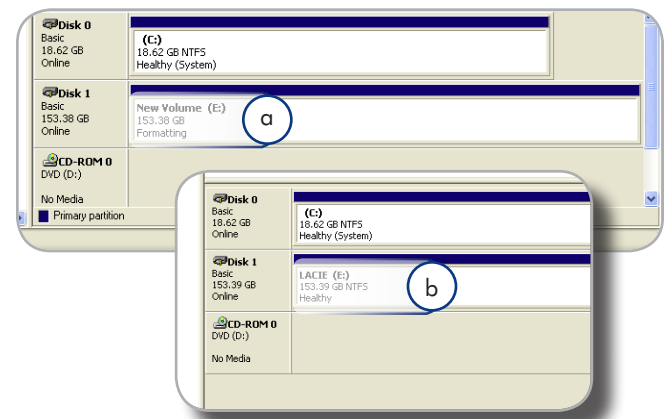 Disk 0
Basic
18.62 GB
Online
(C:)
18.62 GB NTFS
Healthy (System)
Disk 1
Basic
153.38 GB
Online
New Volume (E:)
153.38 GB
Formatting
a
CD-ROM 0
DVD (D:)
No Media
Primary partition
Disk 0
Basic
18.62 GB
Online
(C:)
18.62 GB NTFS
Healthy (System)
Disk 1
Basic
153.39 GB
Online
LACIE (E:)
153.39 GB NTFS
Healthy
b
CD-ROM 0
DVD (D:)
No Media